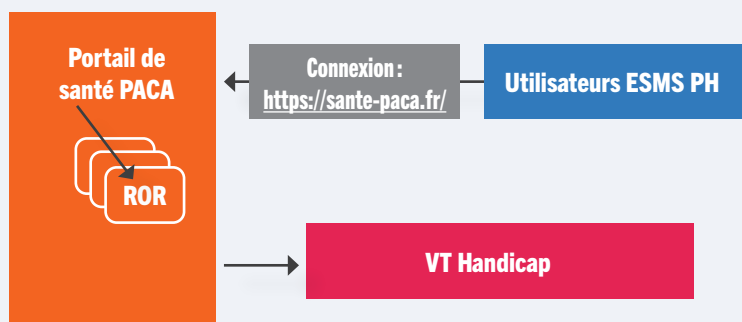 Portail de
santé PACA
ROR
Connexion :
https://sante-paca.fr/
Utilisateurs ESMS PH
VT Handicap